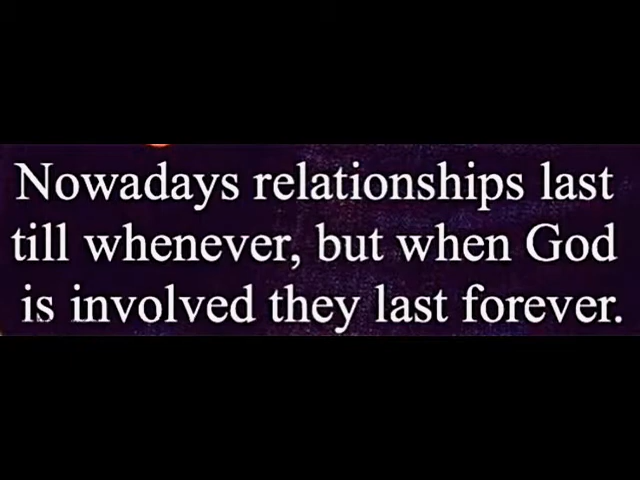 Nowadays relationships last
till whenever, but when God
is involved they last forever.